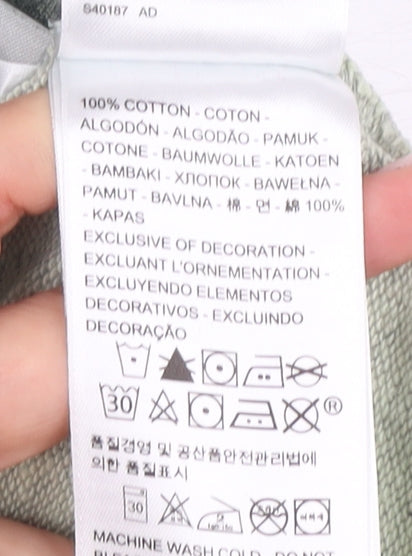 S40187 AD
100% COTTON - COTON -
ALGODÓN - ALGODÃO - PAMUK -
COTONE - BAUMWOLLE - KATOEN
- BAMBAKI - ХЛОПОК - BAWEŁNA -
PAMUT - BAVLNA - 棉 - 면 - 綿 100%
- KAPAS
EXCLUSIVE OF DECORATION -
EXCLUANT L'ORNEMENTATION -
EXCLUYENDO ELEMENTOS
DECORATIVOS - EXCLUINDO
DECORAÇÃO
30 ®
품질경영 및 공산품안전관리법에
의한 품질표시
30
MACHINE WASH COLD DO NOT